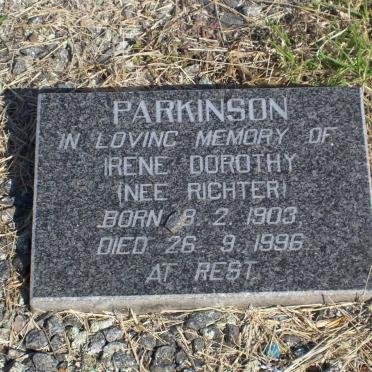 PARKINSON
IN LOVING MEMORY OF
IRENE DOROTHY
(NEE RICHTER)
BORN 8 2 1903
DIED 26 9 1996
AT REST